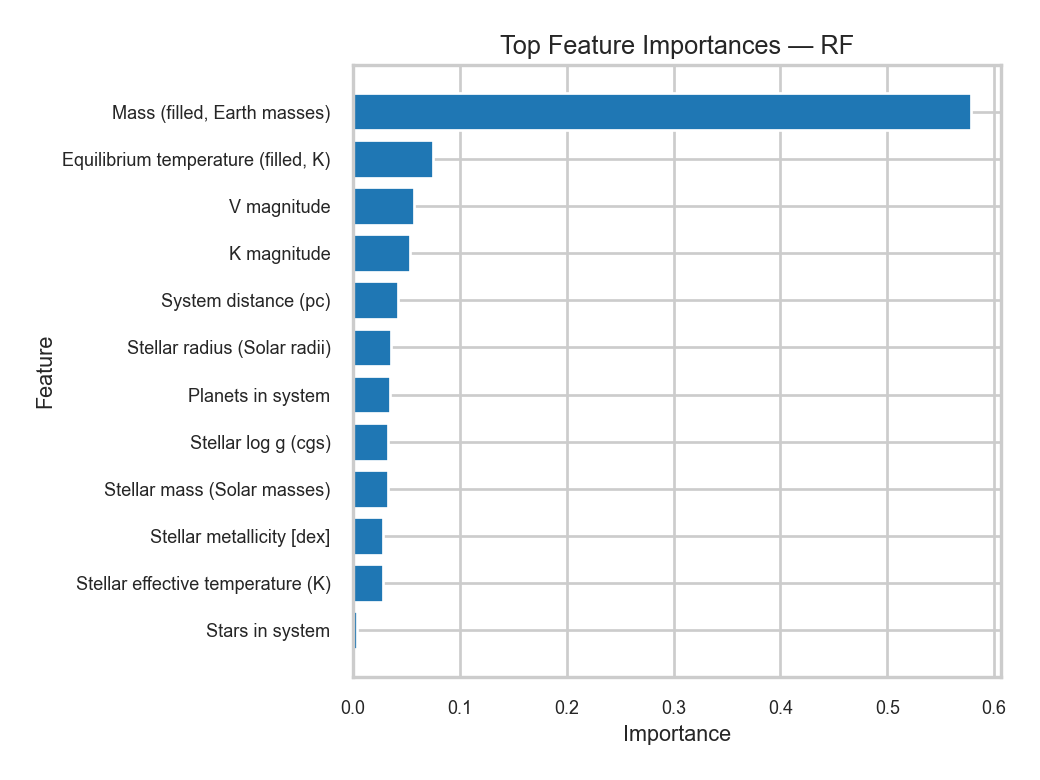 Top Feature Importances — RF
Mass (filled, Earth masses)
Equilibrium temperature (filled, K)
V magnitude
K magnitude
System distance (pc)
Stellar radius (Solar radii)
Planets in system
Stellar log g (cgs)
Stellar mass (Solar masses)
Stellar metallicity [dex]
Stellar effective temperature (K)
Stars in system
Feature
0.0 0.1 0.2 0.3 0.4 0.5 0.6
Importance